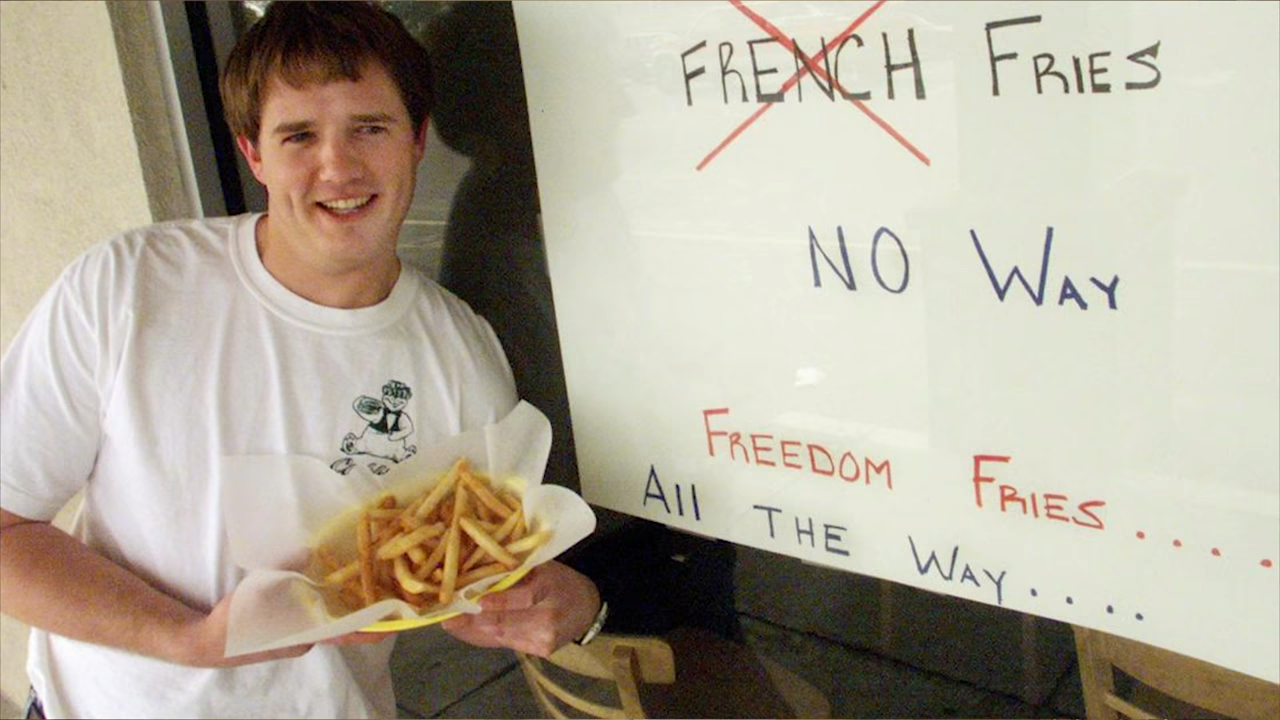 FRENCH FRIES
NO WAY
FREEDOM FRIES....
All THE WAY....